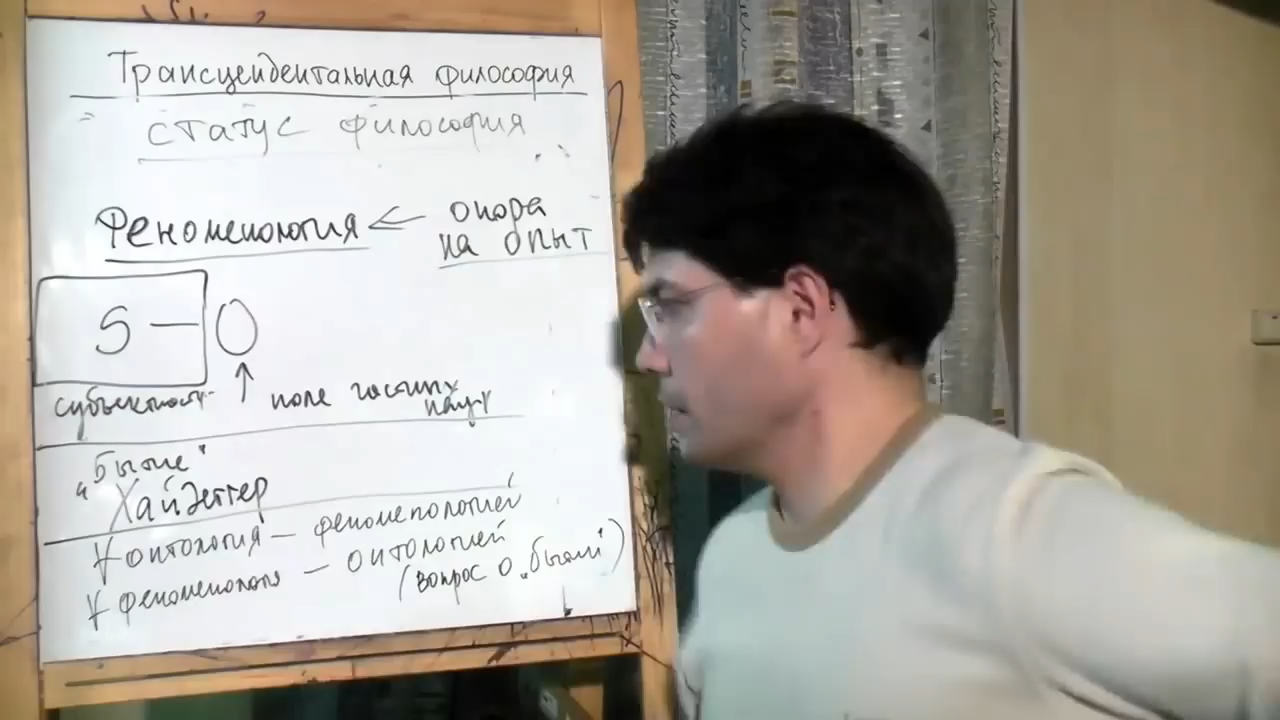 Трансцендентальная философия
статус философия
Феноменология ← опора
на опыт
S — O
субъектность ↑ поле частных
наук
"Бытие"
Хайдеггер
∀ онтология — феноменологией
∀ феноменология — онтологией
(вопрос о "бытии")